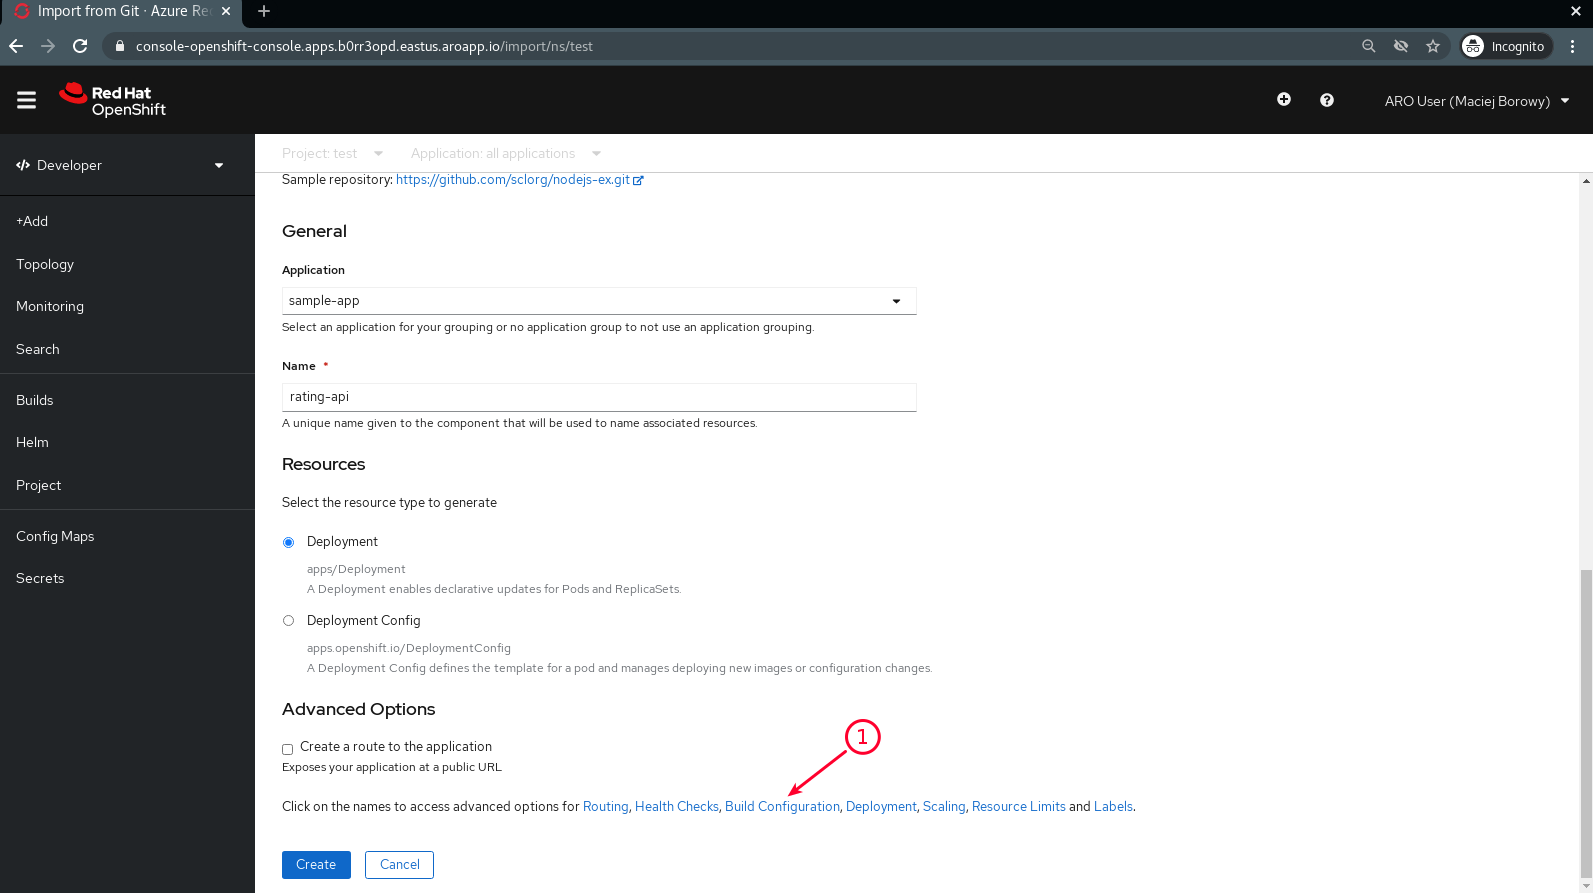 Import from Git · Azure Re
console-openshift-console.apps.b0rr3opd.eastus.aroapp.io/import/ns/test
Incognito
Red Hat
OpenShift
ARO User (Maciej Borowy)
Developer
+Add
Topology
Monitoring
Search
Builds
Helm
Project
Config Maps
Secrets
Project: test
Application: all applications
Sample repository: https://github.com/sclorg/nodejs-ex.git
General
Application
sample-app
Select an application for your grouping or no application group to not use an application grouping.
Name *
rating-api
A unique name given to the component that will be used to name associated resources.
Resources
Select the resource type to generate
Deployment
apps/Deployment
A Deployment enables declarative updates for Pods and ReplicaSets.
Deployment Config
apps.openshift.io/DeploymentConfig
A Deployment Config defines the template for a pod and manages deploying new images or configuration changes.
Advanced Options
1
Create a route to the application
Exposes your application at a public URL
Click on the names to access advanced options for Routing, Health Checks, Build Configuration, Deployment, Scaling, Resource Limits and Labels.
Create
Cancel